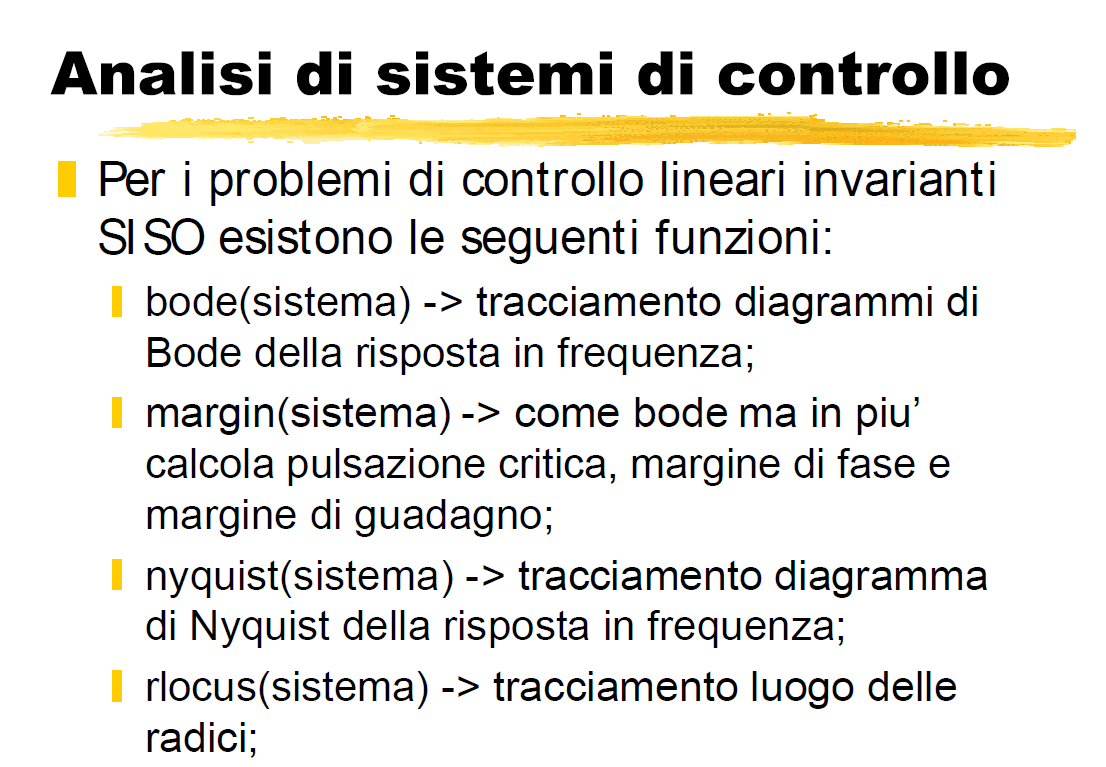 Analisi di sistemi di controllo
Per i problemi di controllo lineari invarianti
SISO esistono le seguenti funzioni:
bode(sistema) -> tracciamento diagrammi di
Bode della risposta in frequenza;
margin(sistema) -> come bode ma in piu’
calcola pulsazione critica, margine di fase e
margine di guadagno;
nyquist(sistema) -> tracciamento diagramma
di Nyquist della risposta in frequenza;
rlocus(sistema) -> tracciamento luogo delle
radici;